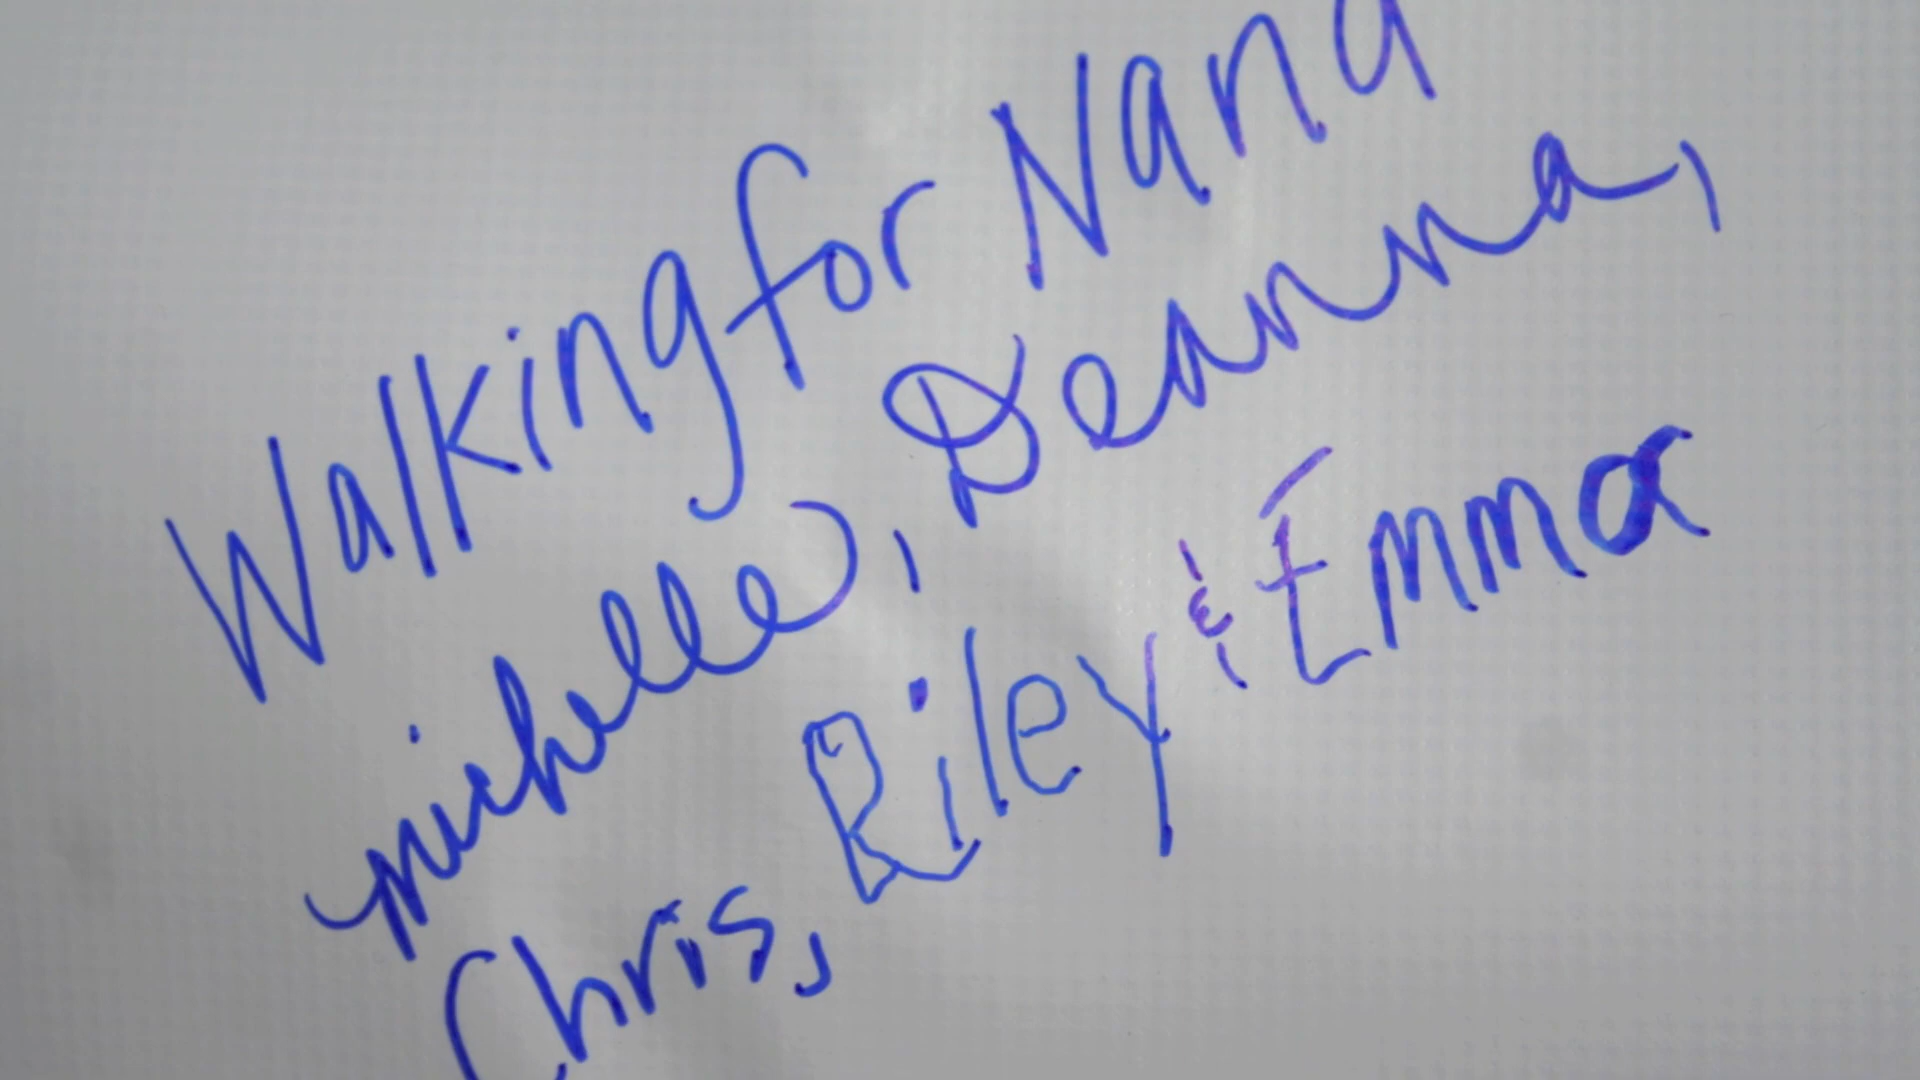 Walking for Nana
michelle, Deanna,
Chris, Riley & Emma